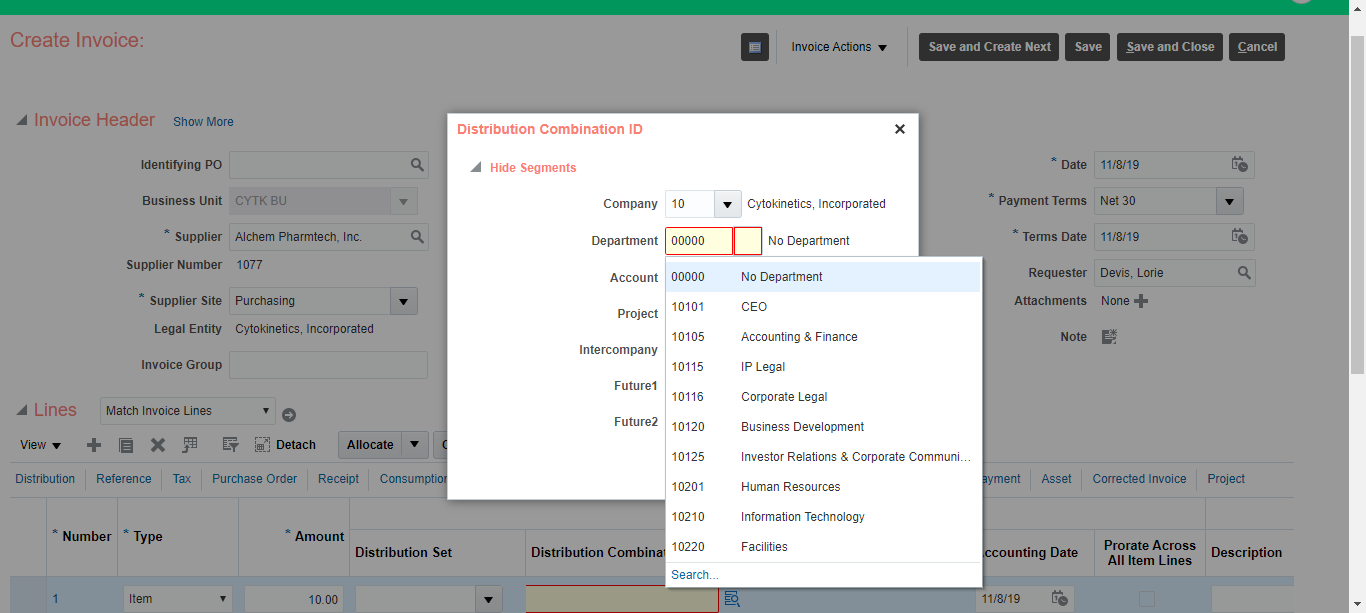 Create Invoice:
Invoice Actions
Save and Create Next
Save
Save and Close
Cancel
Invoice Header
Show More
Identifying PO
Business Unit CYTK BU
* Supplier Alchem Pharmtech, Inc.
Supplier Number 1077
* Supplier Site Purchasing
Legal Entity Cytokinetics, Incorporated
Invoice Group
* Date 11/8/19
* Payment Terms Net 30
* Terms Date 11/8/19
Requester Devis, Lorie
Attachments None
Note
Distribution Combination ID
Hide Segments
Company 10 Cytokinetics, Incorporated
Department 00000 No Department
Account
Project
Intercompany
Future1
Future2
00000 No Department
10101 CEO
10105 Accounting & Finance
10115 IP Legal
10116 Corporate Legal
10120 Business Development
10125 Investor Relations & Corporate Communi...
10201 Human Resources
10210 Information Technology
10220 Facilities
Search...
Lines Match Invoice Lines
View Detach Allocate
Distribution Reference Tax Purchase Order Receipt Consumption ayment Asset Corrected Invoice Project
* Number * Type * Amount Distribution Set Distribution Combinat ccounting Date Prorate Across
All Item Lines Description
1 Item 10.00 11/8/19